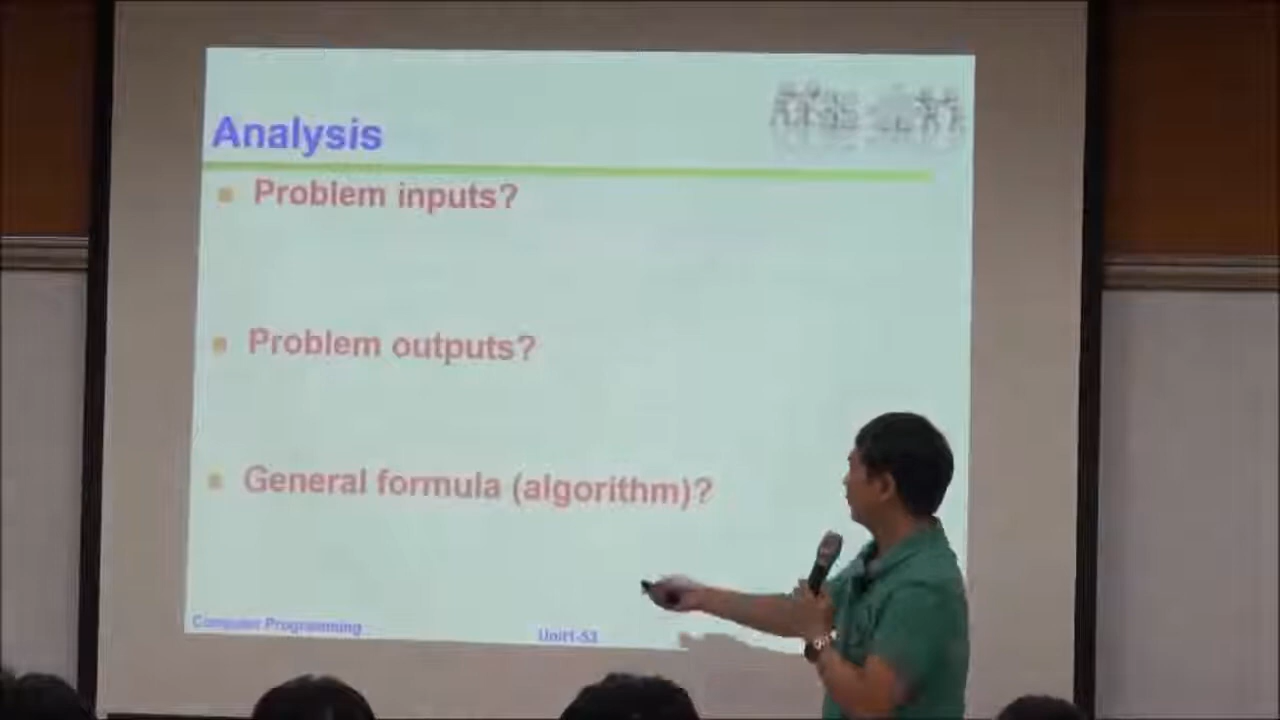 Analysis
Problem inputs?
Problem outputs?
General formula (algorithm)?
Computer Programming
Unit1-53